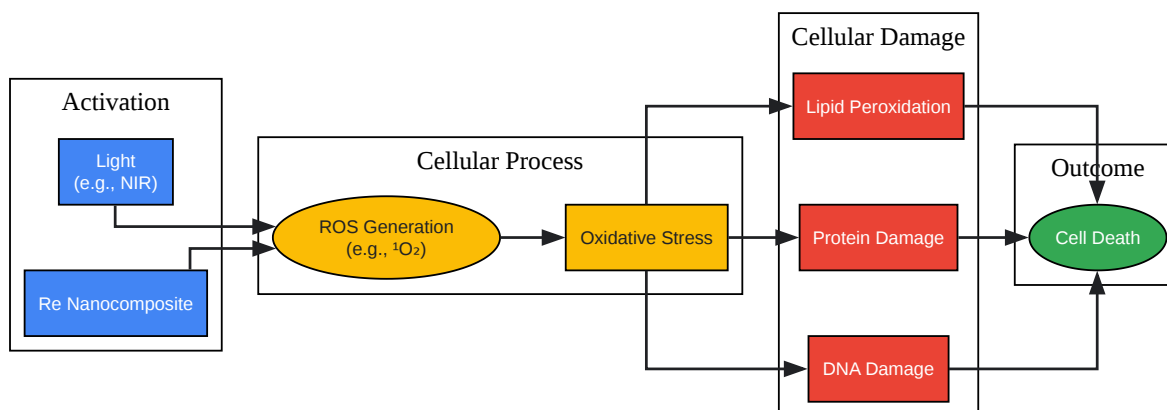 Activation
Light
(e.g., NIR)
Re Nanocomposite
Cellular Process
ROS Generation
(e.g., ¹O₂)
Oxidative Stress
Cellular Damage
Lipid Peroxidation
Protein Damage
DNA Damage
Outcome
Cell Death